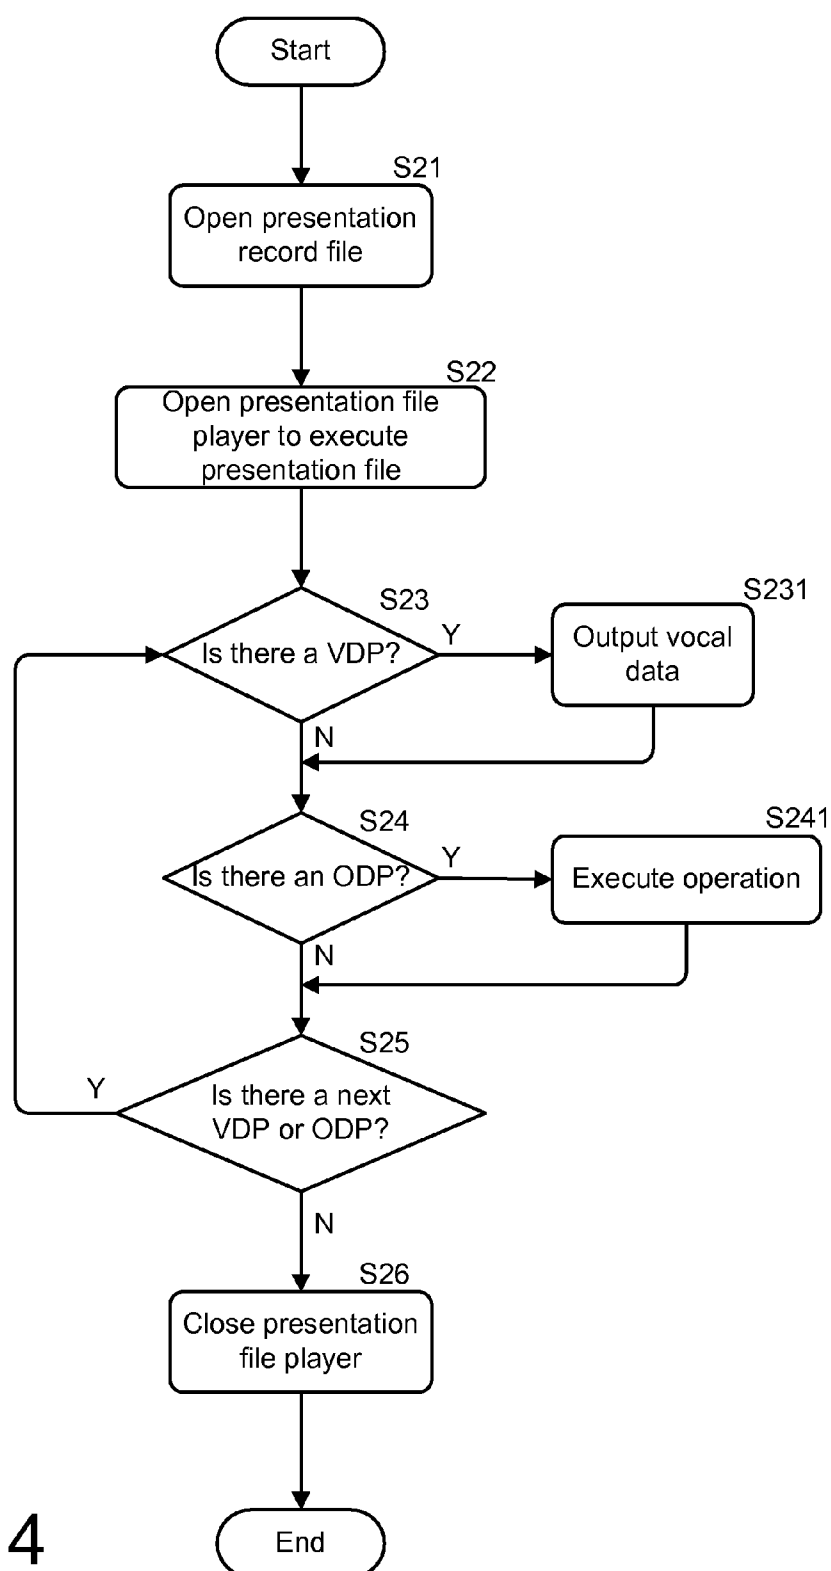 Start
S21
Open presentation
record file
S22
Open presentation file
player to execute
presentation file
S23
Is there a VDP?
Y
S231
Output vocal
data
N
S24
Is there an ODP?
Y
S241
Execute operation
N
S25
Is there a next
VDP or ODP?
Y
N
S26
Close presentation
file player
End
4